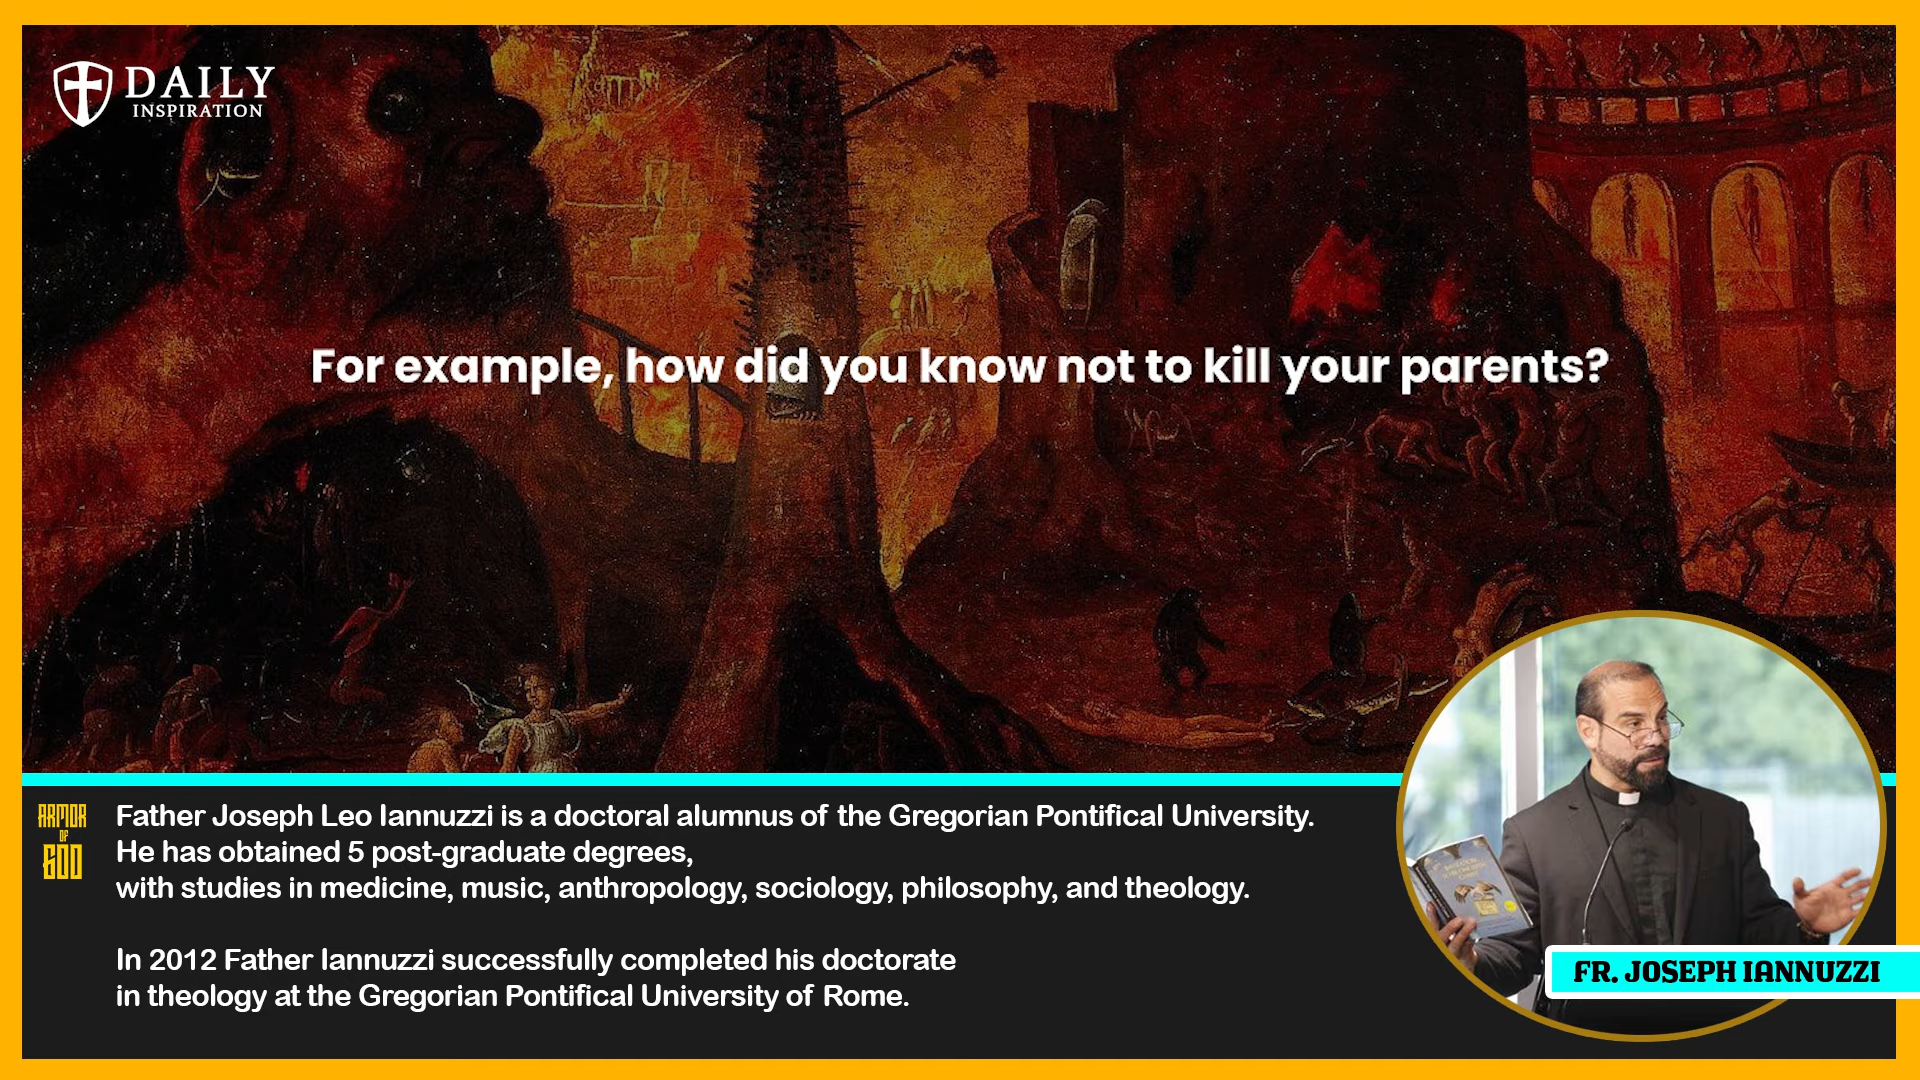 DAILY
INSPIRATION
For example, how did you know not to kill your parents?
ARMOR
OF
GOD
Father Joseph Leo Iannuzzi is a doctoral alumnus of the Gregorian Pontifical University.
He has obtained 5 post-graduate degrees,
with studies in medicine, music, anthropology, sociology, philosophy, and theology.
In 2012 Father Iannuzzi successfully completed his doctorate
in theology at the Gregorian Pontifical University of Rome.
FR. JOSEPH IANNUZZI